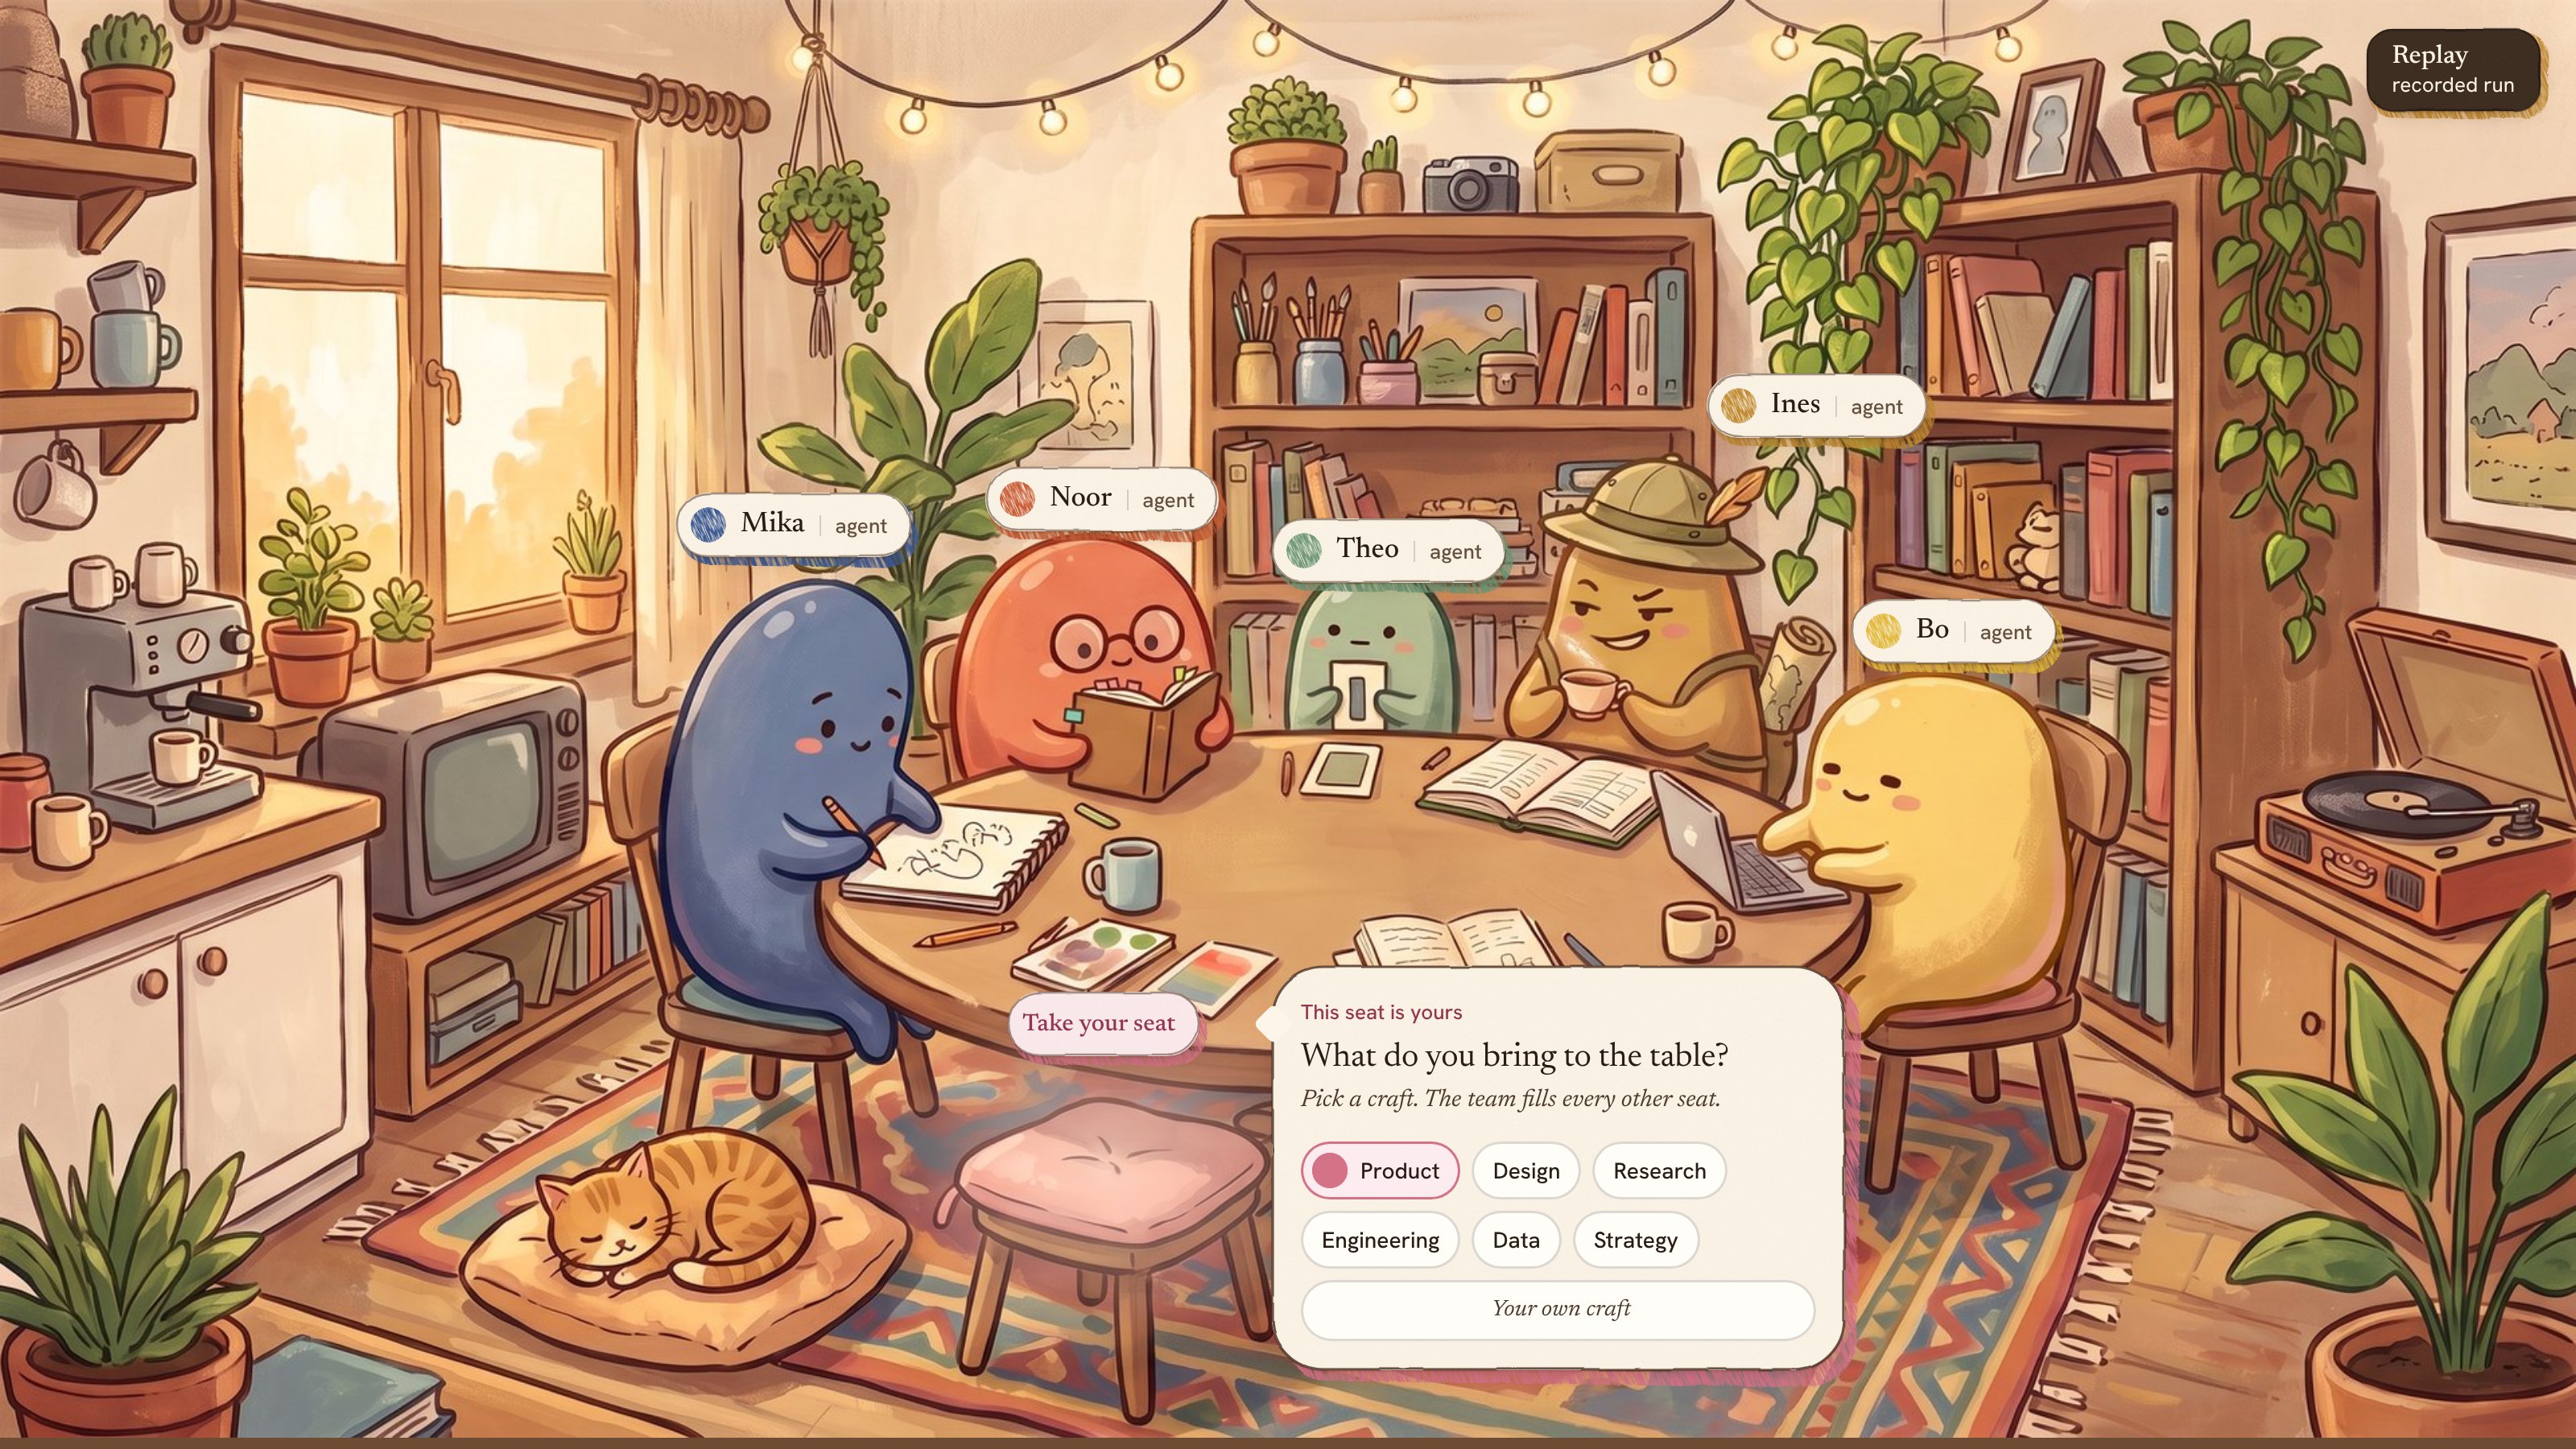 Replay
recorded run
Ines | agent
Noor | agent
Mika | agent
Theo | agent
Bo | agent
Take your seat
This seat is yours
What do you bring to the table?
Pick a craft. The team fills every other seat.
Product
Design
Research
Engineering
Data
Strategy
Your own craft